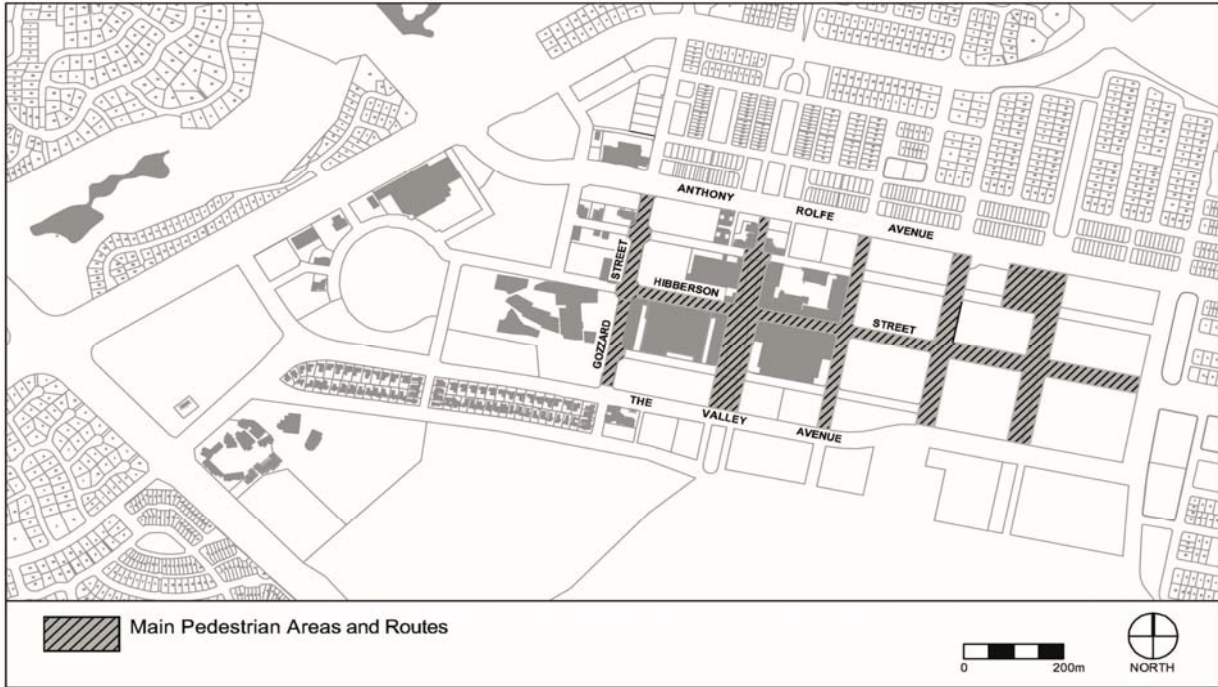 ANTHONY ROLFE AVENUE
GOZZARD STREET
HIBBERSON STREET
THE VALLEY AVENUE
Main Pedestrian Areas and Routes
0 200m
NORTH